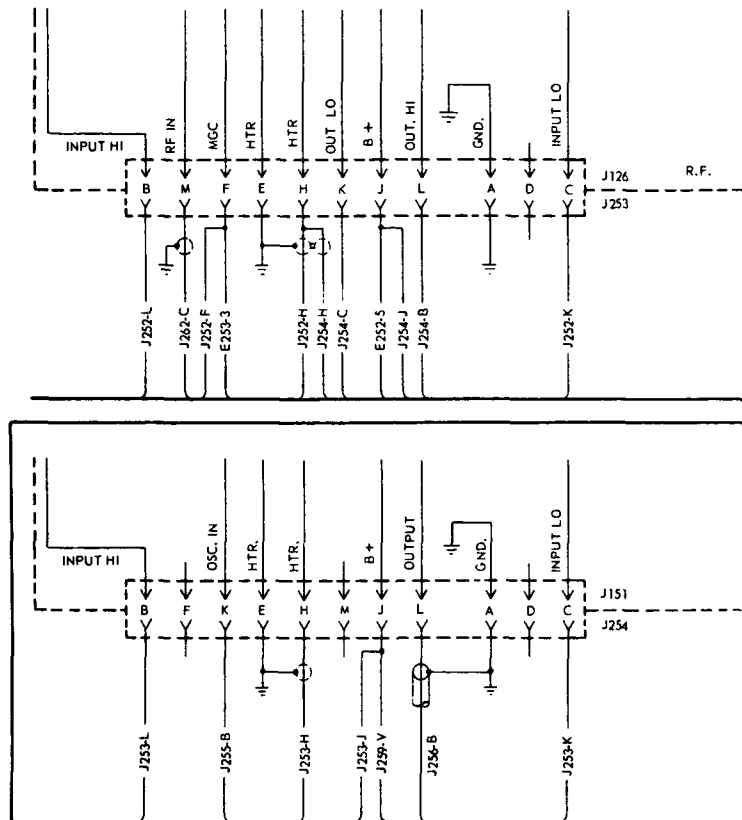 INPUT HI
RF IN
MGC
HTR
HTR
OUT LO
B +
OUT. HI
GND.
INPUT LO
B M F E H K J L A D C
J126
J253
R.F.
J252-L
J262-C
J252-F
E253-3
J252-H
J254-H
J254-C
E252-5
J254-J
J254-B
J252-K
INPUT HI
OSC. IN
HTR.
HTR.
B +
OUTPUT
GND.
INPUT LO
B F K E H M J L A D C
J151
J254
J253-L
J255-B
J253-H
J253-J
J259-V
J256-B
J253-K